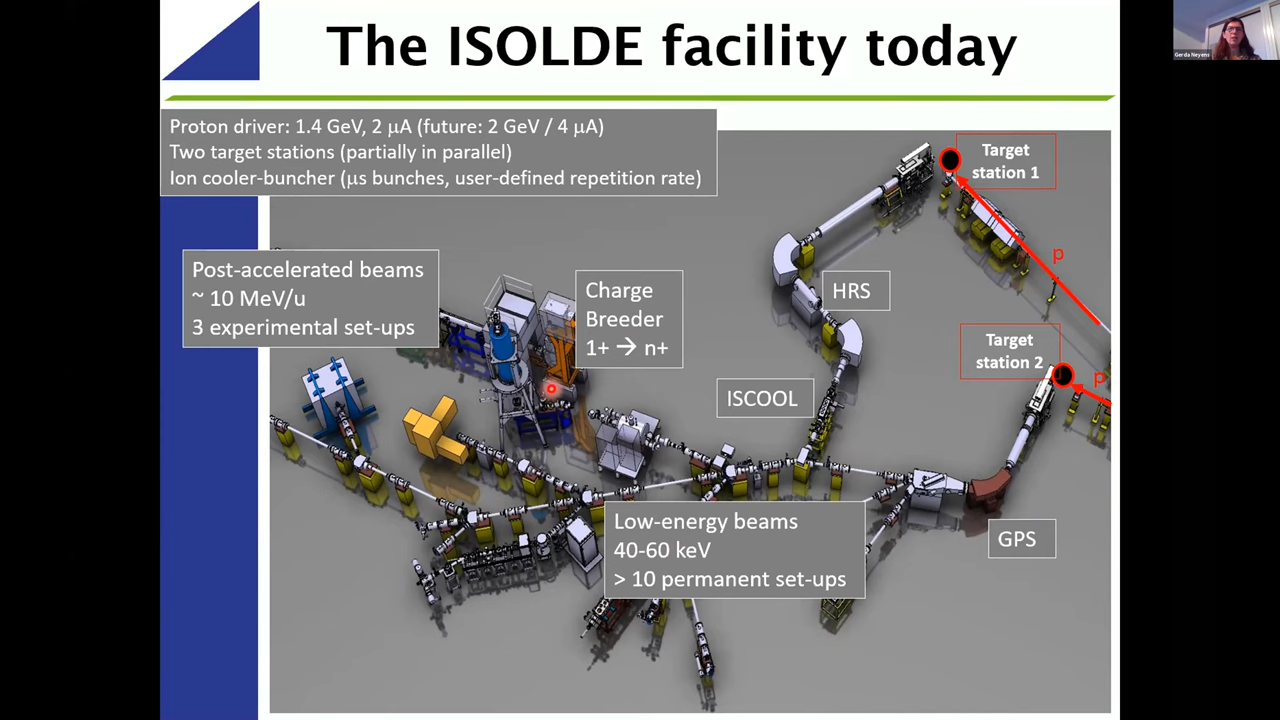 The ISOLDE facility today
Gerda Neyens
Proton driver: 1.4 GeV, 2 μA (future: 2 GeV / 4 μA)
Two target stations (partially in parallel)
Ion cooler-buncher (μs bunches, user-defined repetition rate)
Target
station 1
p
Post-accelerated beams
~ 10 MeV/u
3 experimental set-ups
Charge
Breeder
1+ → n+
HRS
Target
station 2
p
ISCOOL
Low-energy beams
40-60 keV
> 10 permanent set-ups
GPS